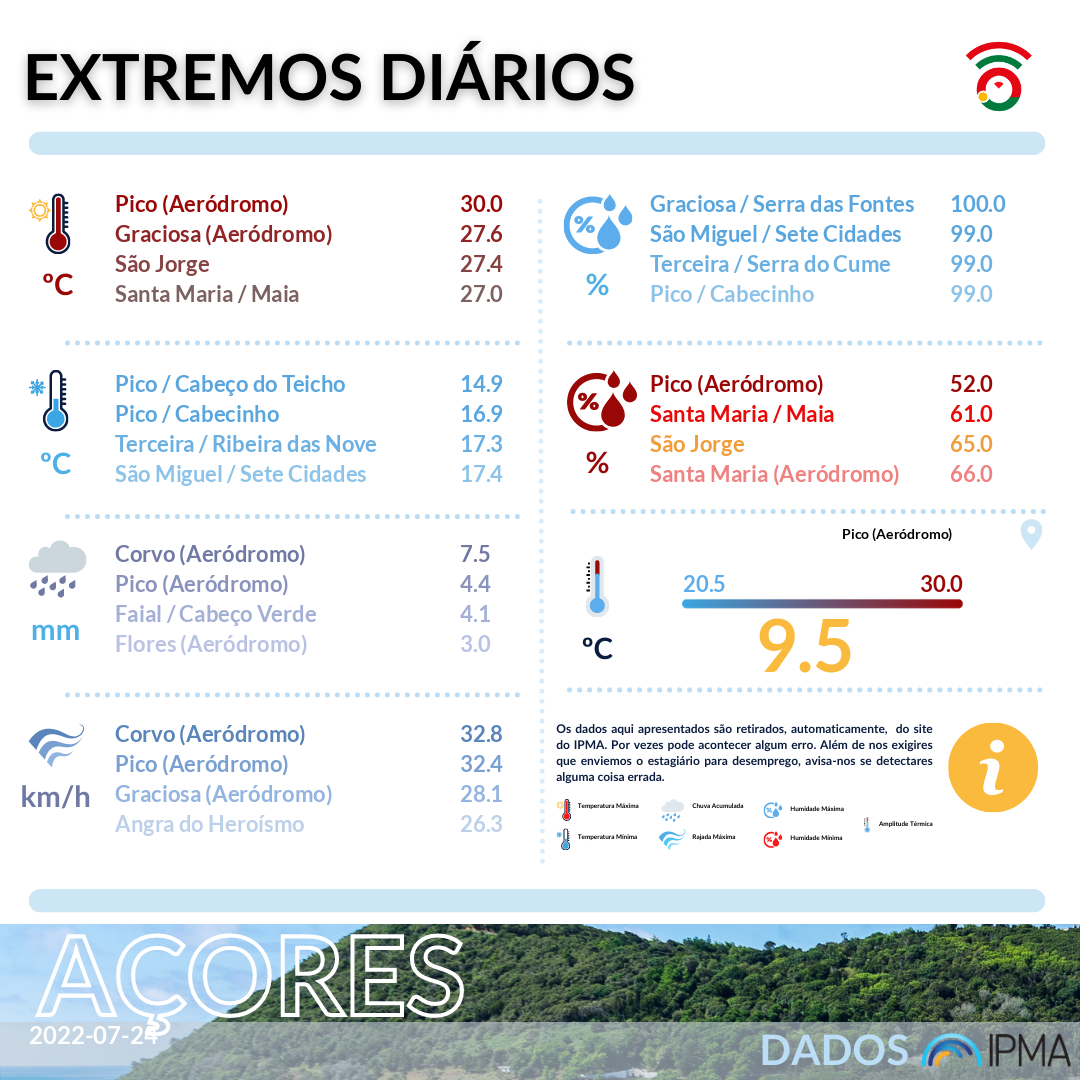 EXTREMOS DIÁRIOS
Pico (Aeródromo) 30.0
Graciosa (Aeródromo) 27.6
São Jorge 27.4
Santa Maria / Maia 27.0
ºC
Pico / Cabeço do Teicho 14.9
Pico / Cabecinho 16.9
Terceira / Ribeira das Nove 17.3
São Miguel / Sete Cidades 17.4
ºC
Corvo (Aeródromo) 7.5
Pico (Aeródromo) 4.4
Faial / Cabeço Verde 4.1
Flores (Aeródromo) 3.0
mm
Corvo (Aeródromo) 32.8
Pico (Aeródromo) 32.4
Graciosa (Aeródromo) 28.1
Angra do Heroísmo 26.3
km/h
%
Graciosa / Serra das Fontes 100.0
São Miguel / Sete Cidades 99.0
Terceira / Serra do Cume 99.0
Pico / Cabecinho 99.0
%
%
Pico (Aeródromo) 52.0
Santa Maria / Maia 61.0
São Jorge 65.0
Santa Maria (Aeródromo) 66.0
%
Pico (Aeródromo)
20.5 30.0
9.5
ºC
Os dados aqui apresentados são retirados, automaticamente, do site
do IPMA. Por vezes pode acontecer algum erro. Além de nos exigires
que enviemos o estagiário para desemprego, avisa-nos se detectares
alguma coisa errada.
i
Temperatura Máxima
Chuva Acumulada
Humidade Máxima
Amplitude Térmica
Temperatura Mínima
Rajada Máxima
Humidade Mínima
AÇORES
2022-07-24
DADOS IPMA